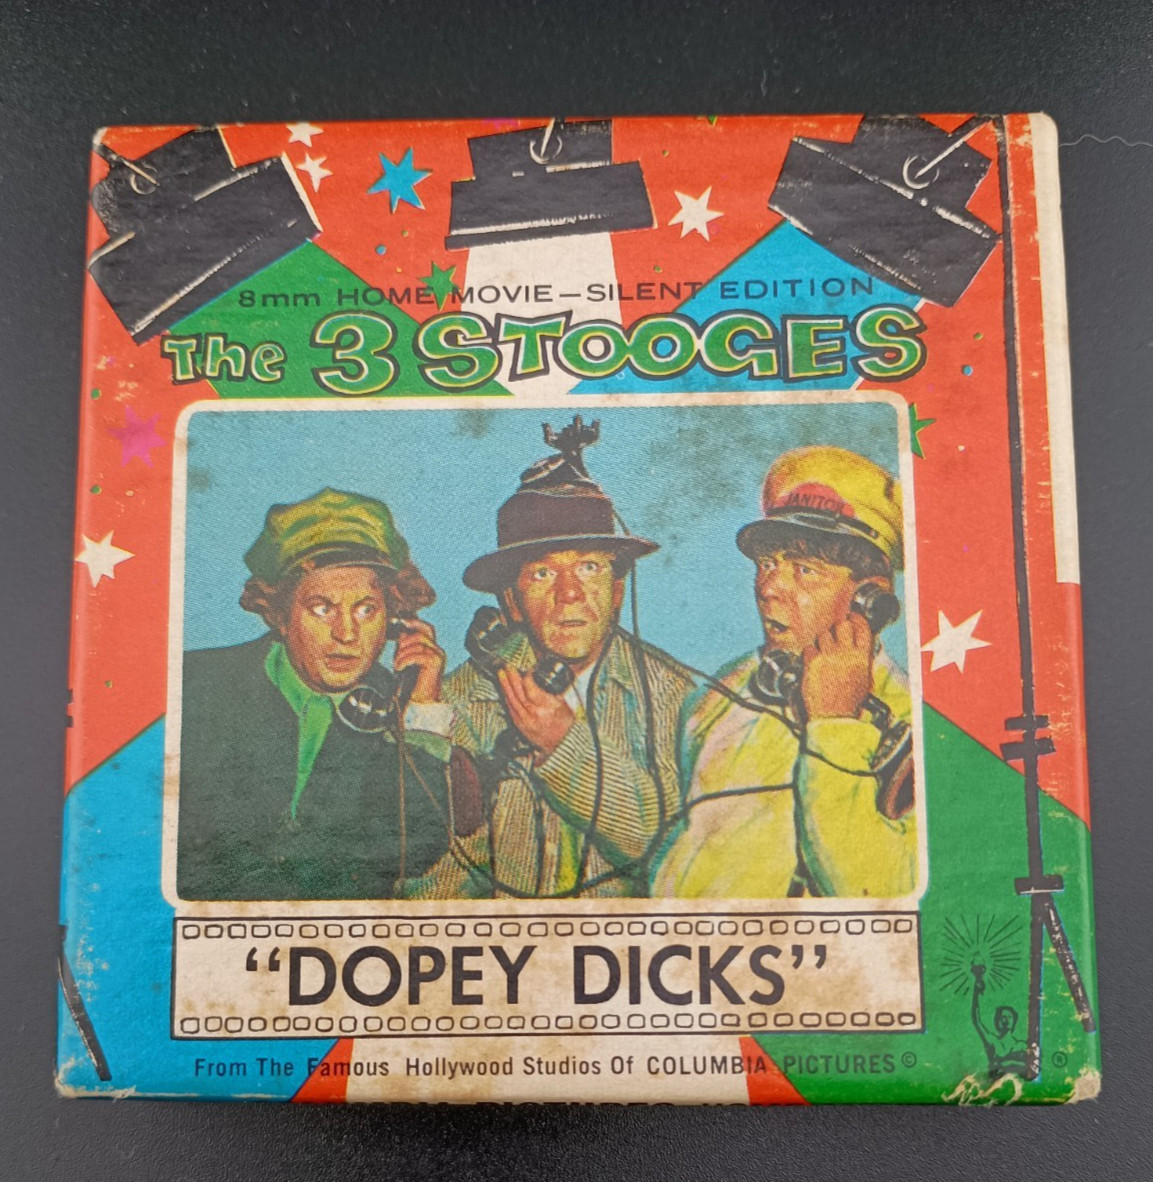 8mm HOME MOVIE—SILENT EDITION
The 3 STOOGES
JANITOR
"DOPEY DICKS"
From The Famous Hollywood Studios Of COLUMBIA PICTURES©
®